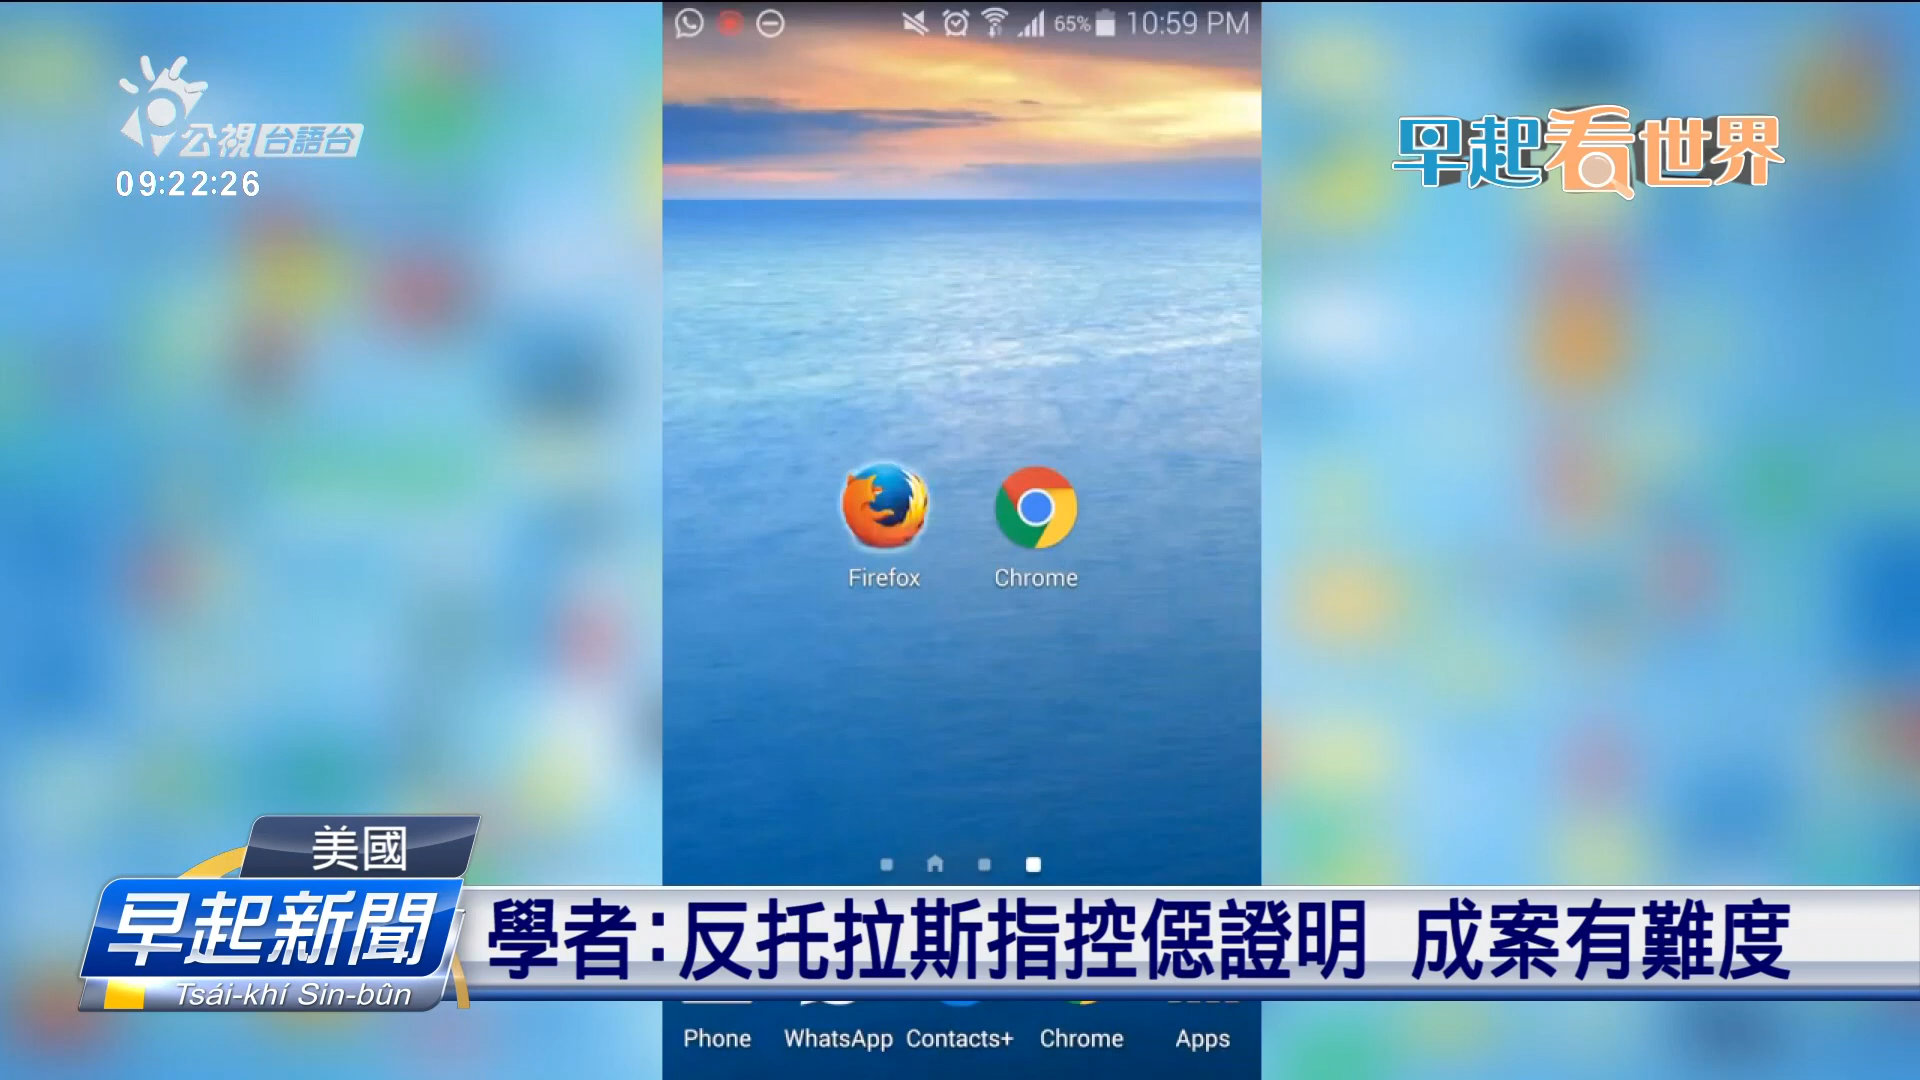 65% 10:59 PM
公視 台語台
09:22:26
早起看世界
Firefox Chrome
美國
早起新聞
Tsái-khí Sin-bûn
學者:反托拉斯指控僫證明 成案有難度
Phone WhatsApp Contacts+ Chrome Apps